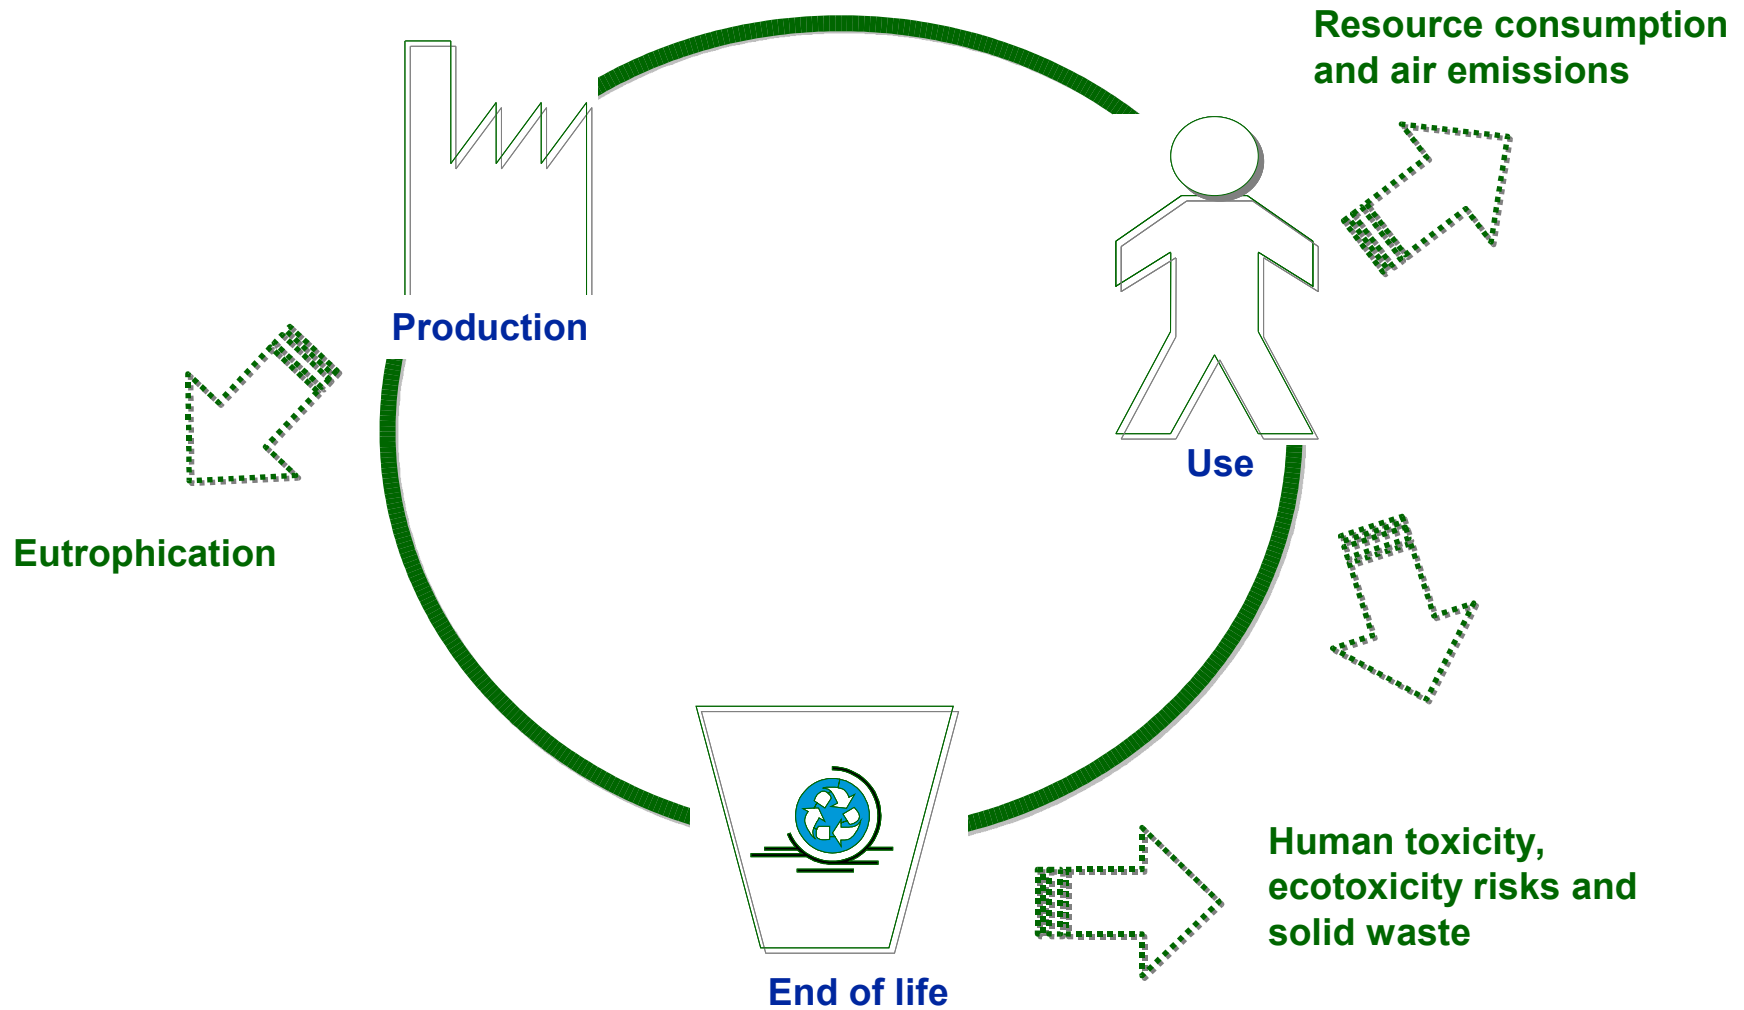 Resource consumption
and air emissions
Production
Use
Eutrophication
Human toxicity,
ecotoxicity risks and
solid waste
End of life